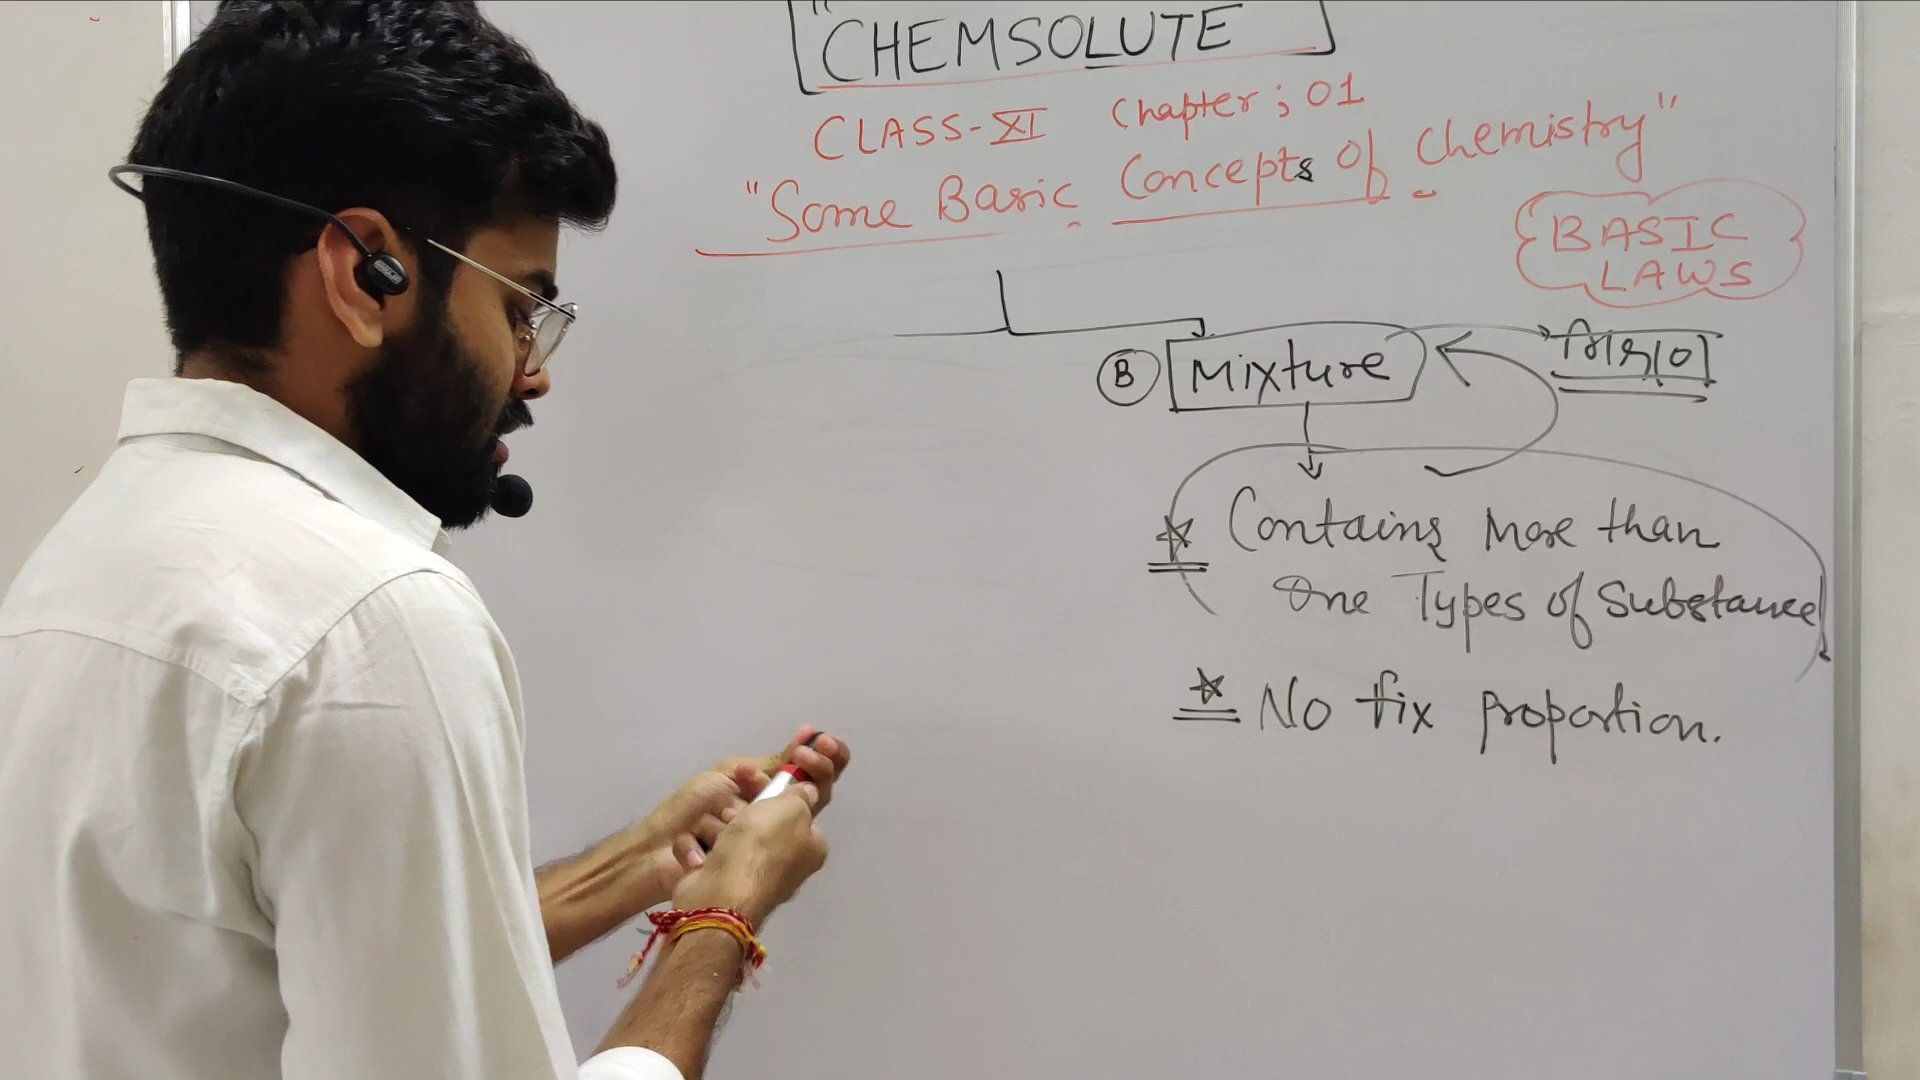 "CHEMSOLUTE
CLASS-XI Chapter; 01
"Some Basic Concepts Of Chemistry"
BASIC
LAWS
B Mixture
Contains More than
One Types of Substance
No fix proportion.